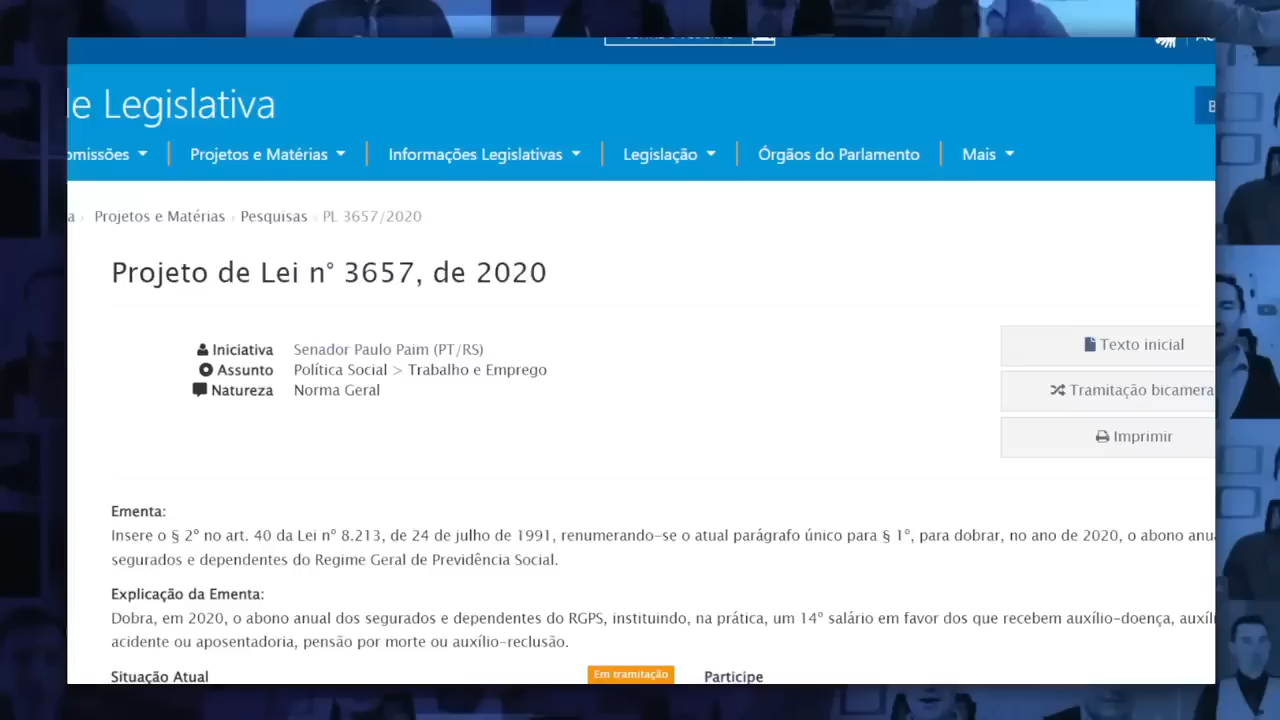 de Legislativa
omissões
Projetos e Matérias
Informações Legislativas
Legislação
Órgãos do Parlamento
Mais
a › Projetos e Matérias › Pesquisas › PL 3657/2020
Projeto de Lei n° 3657, de 2020
Iniciativa Senador Paulo Paim (PT/RS)
Assunto Política Social > Trabalho e Emprego
Natureza Norma Geral
Texto inicial
Tramitação bicamera
Imprimir
Ementa:
Insere o § 2º no art. 40 da Lei nº 8.213, de 24 de julho de 1991, renumerando-se o atual parágrafo único para § 1º, para dobrar, no ano de 2020, o abono anua
segurados e dependentes do Regime Geral de Previdência Social.
Explicação da Ementa:
Dobra, em 2020, o abono anual dos segurados e dependentes do RGPS, instituindo, na prática, um 14º salário em favor dos que recebem auxílio-doença, auxíli
acidente ou aposentadoria, pensão por morte ou auxílio-reclusão.
Situação Atual Em tramitação Participe